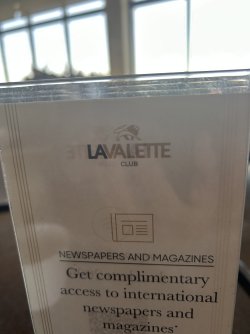 LAVALETTE
CLUB
NEWSPAPERS AND MAGAZINES
Get complimentary
access to international
newspapers and
magazines